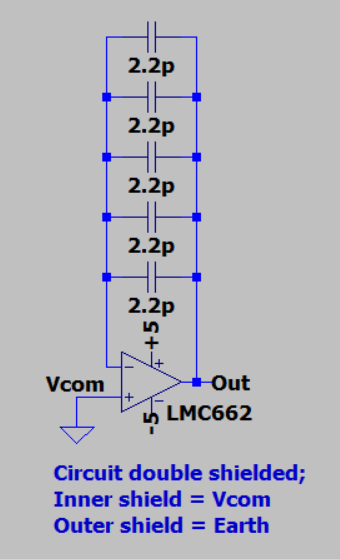 2.2p
2.2p
2.2p
2.2p
2.2p
+5
+
Vcom
−
+
−
Out
-5
LMC662
Circuit double shielded;
Inner shield = Vcom
Outer shield = Earth